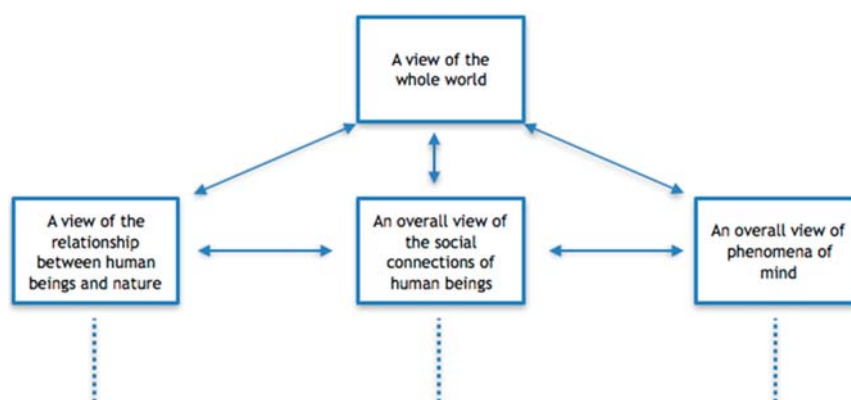 A view of the
whole world
A view of the
relationship
between human
beings and nature
An overall view of
the social
connections of
human beings
An overall view of
phenomena of
mind